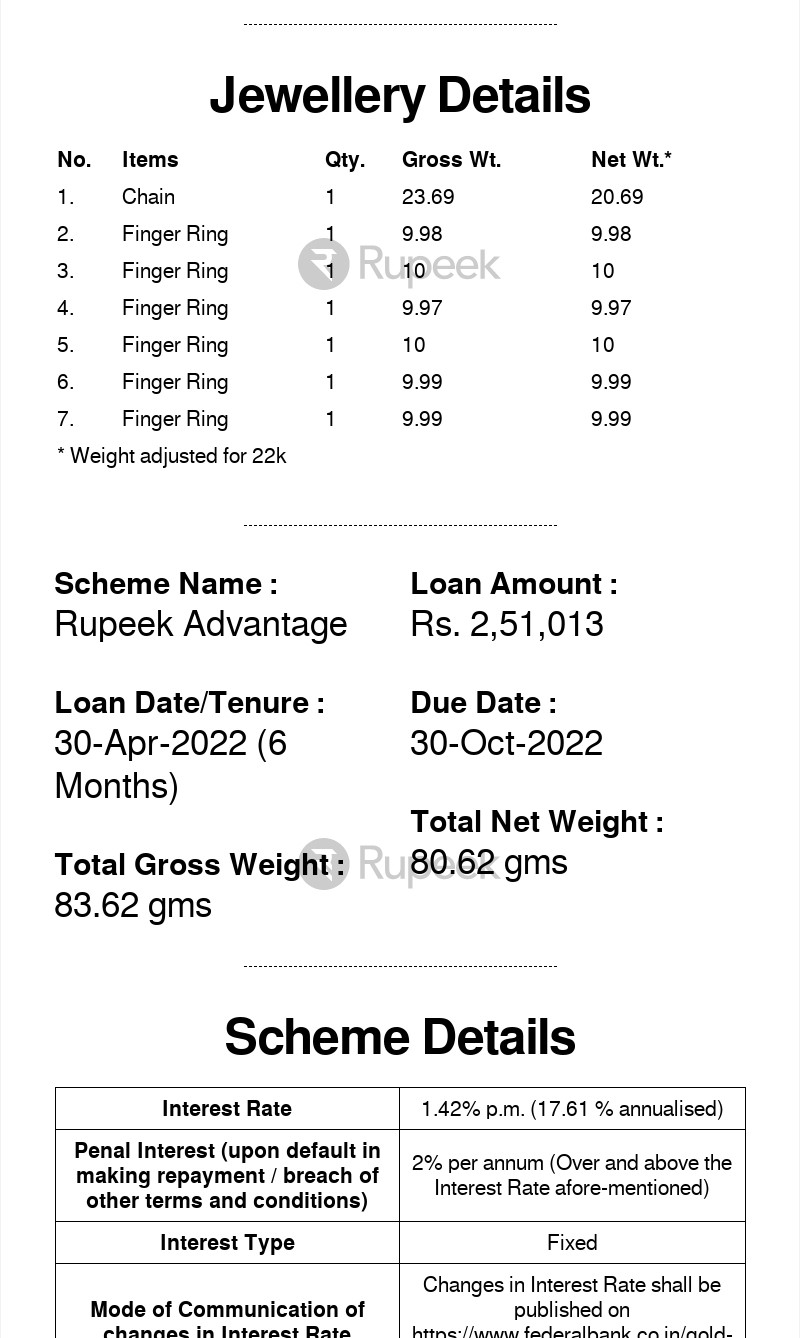 Jewellery Details
No. Items Qty. Gross Wt. Net Wt.*
1. Chain 1 23.69 20.69
2. Finger Ring 1 9.98 9.98
3. Finger Ring 1 10 10
Rupeek
4. Finger Ring 1 9.97 9.97
5. Finger Ring 1 10 10
6. Finger Ring 1 9.99 9.99
7. Finger Ring 1 9.99 9.99
* Weight adjusted for 22k
Scheme Name :
Rupeek Advantage
Loan Amount :
Rs. 2,51,013
Loan Date/Tenure :
30-Apr-2022 (6
Months)
Due Date :
30-Oct-2022
Total Gross Weight :
83.62 gms
Total Net Weight :
80.62 gms
Rupeek
Scheme Details
Interest Rate
1.42% p.m. (17.61 % annualised)
Penal Interest (upon default in
making repayment / breach of
other terms and conditions)
2% per annum (Over and above the
Interest Rate afore-mentioned)
Interest Type
Fixed
Mode of Communication of
changes in Interest Rate
Changes in Interest Rate shall be
published on
https://www.federalbank.co.in/gold-